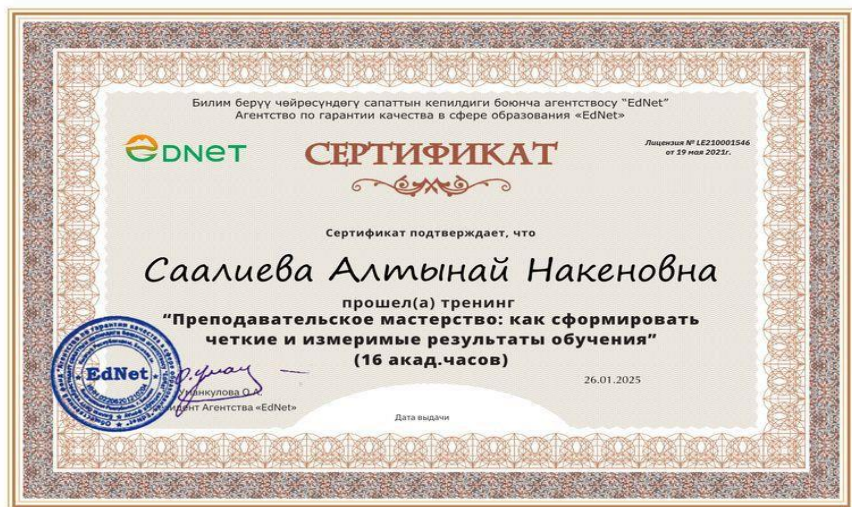 Билим берүү чөйрөсүндөгү сапаттын кепилдиги боюнча агентствосу "EdNet"
Агентство по гарантии качества в сфере образования «EdNet»
EDNET
СЕРТИФИКАТ
Лицензия № LE210001546
от 19 мая 2021г.
Сертификат подтверждает, что
Саалиева Алтынай Накеновна
прошел(а) тренинг
"Преподавательское мастерство: как сформировать
четкие и измеримые результаты обучения"
(16 акад.часов)
EdNet
26.01.2025
Уманкулова О.А.
Агентства «EdNet»
Дата выдачи